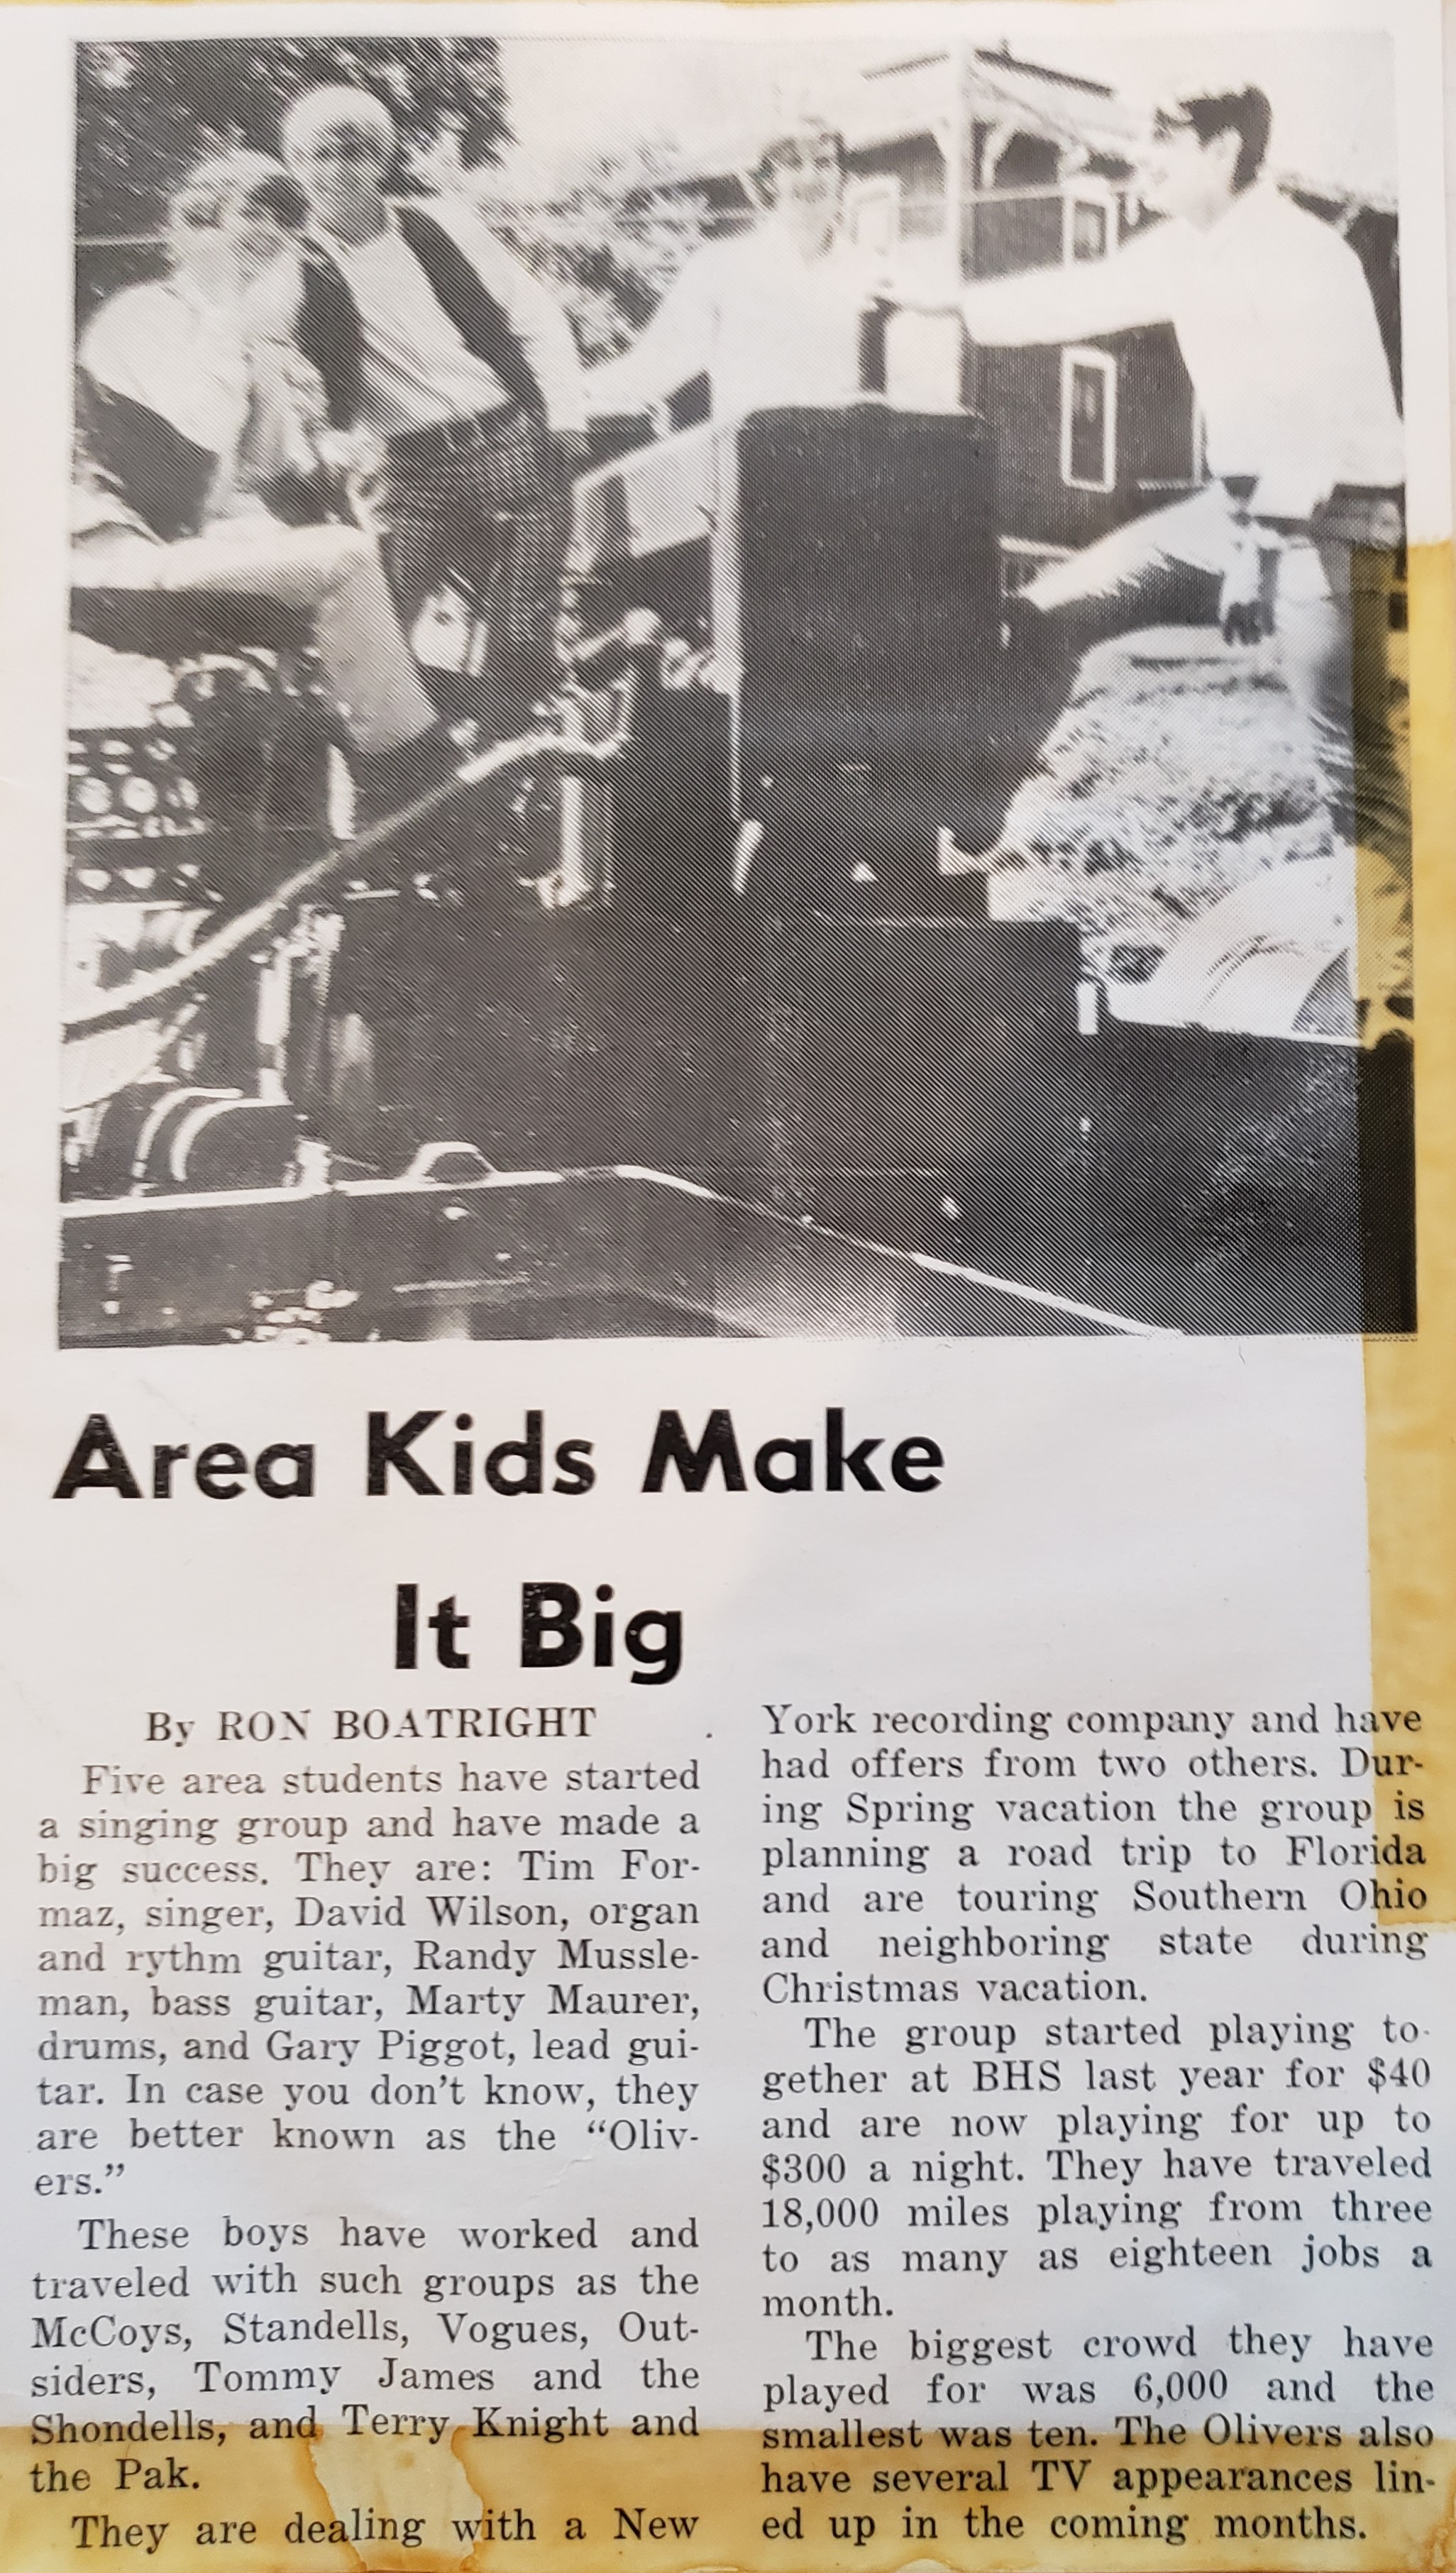 Area Kids Make
It Big
By RON BOATRIGHT
Five area students have started
a singing group and have made a
big success. They are: Tim For-
maz, singer, David Wilson, organ
and rythm guitar, Randy Mussle-
man, bass guitar, Marty Maurer,
drums, and Gary Piggot, lead gui-
tar. In case you don't know, they
are better known as the “Oliv-
ers.”
These boys have worked and
traveled with such groups as the
McCoys, Standells, Vogues, Out-
siders, Tommy James and the
Shondells, and Terry Knight and
the Pak.
They are dealing with a New
York recording company and have
had offers from two others. Dur-
ing Spring vacation the group is
planning a road trip to Florida
and are touring Southern Ohio
and neighboring state during
Christmas vacation.
The group started playing to-
gether at BHS last year for $40
and are now playing for up to
$300 a night. They have traveled
18,000 miles playing from three
to as many as eighteen jobs a
month.
The biggest crowd they have
played for was 6,000 and the
smallest was ten. The Olivers also
have several TV appearances lin-
ed up in the coming months.